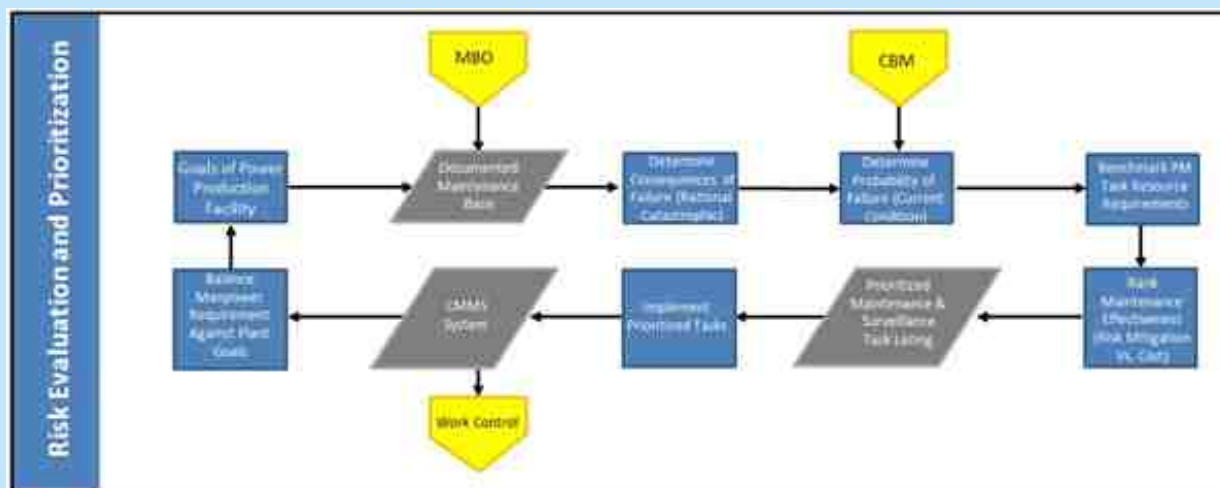 Risk Evaluation and Prioritization
MBO
CBM
Goals of Power
Production
Facility
Documented
Maintenance
Basis
Determine
Consequences of
Failure (Rational
Catastrophic)
Determine
Probability of
Failure (Current
Condition)
Benchmark PM
Task Resource
Requirements
Balance
Manpower
Requirement
Against Plant
Goals
CMMS
System
Implement
Prioritized Tasks
Prioritized
Maintenance &
Surveillance
Task Listing
Rank
Maintenance
Effectiveness
(Risk Mitigation
Vs. Cost)
Work Control